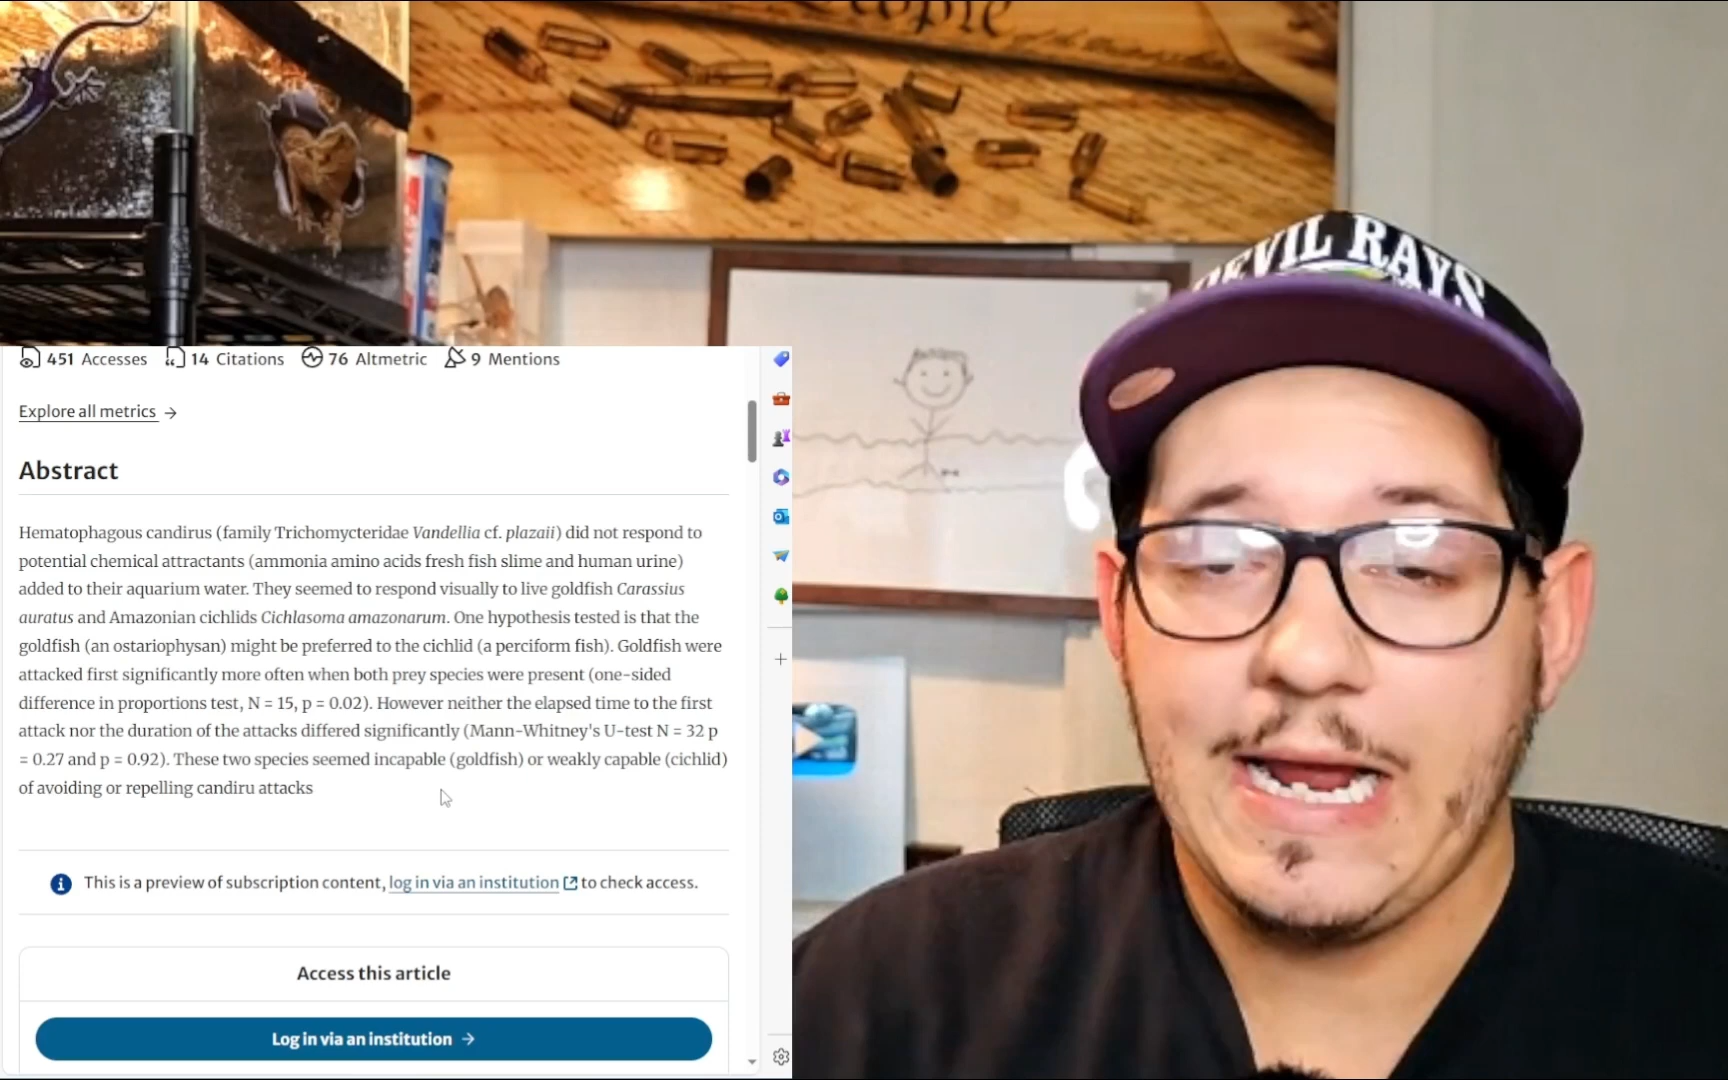 eople
DEVIL RAYS
451 Accesses 14 Citations 76 Altmetric 9 Mentions
Explore all metrics →
Abstract
Hematophagous candirus (family Trichomycteridae Vandellia cf. plazaii) did not respond to
potential chemical attractants (ammonia amino acids fresh fish slime and human urine)
added to their aquarium water. They seemed to respond visually to live goldfish Carassius
auratus and Amazonian cichlids Cichlasoma amazonarum. One hypothesis tested is that the
goldfish (an ostariophysan) might be preferred to the cichlid (a perciform fish). Goldfish were
attacked first significantly more often when both prey species were present (one-sided
difference in proportions test, N = 15, p = 0.02). However neither the elapsed time to the first
attack nor the duration of the attacks differed significantly (Mann-Whitney's U-test N = 32 p
= 0.27 and p = 0.92). These two species seemed incapable (goldfish) or weakly capable (cichlid)
of avoiding or repelling candiru attacks
This is a preview of subscription content, log in via an institution to check access.
Access this article
Log in via an institution →